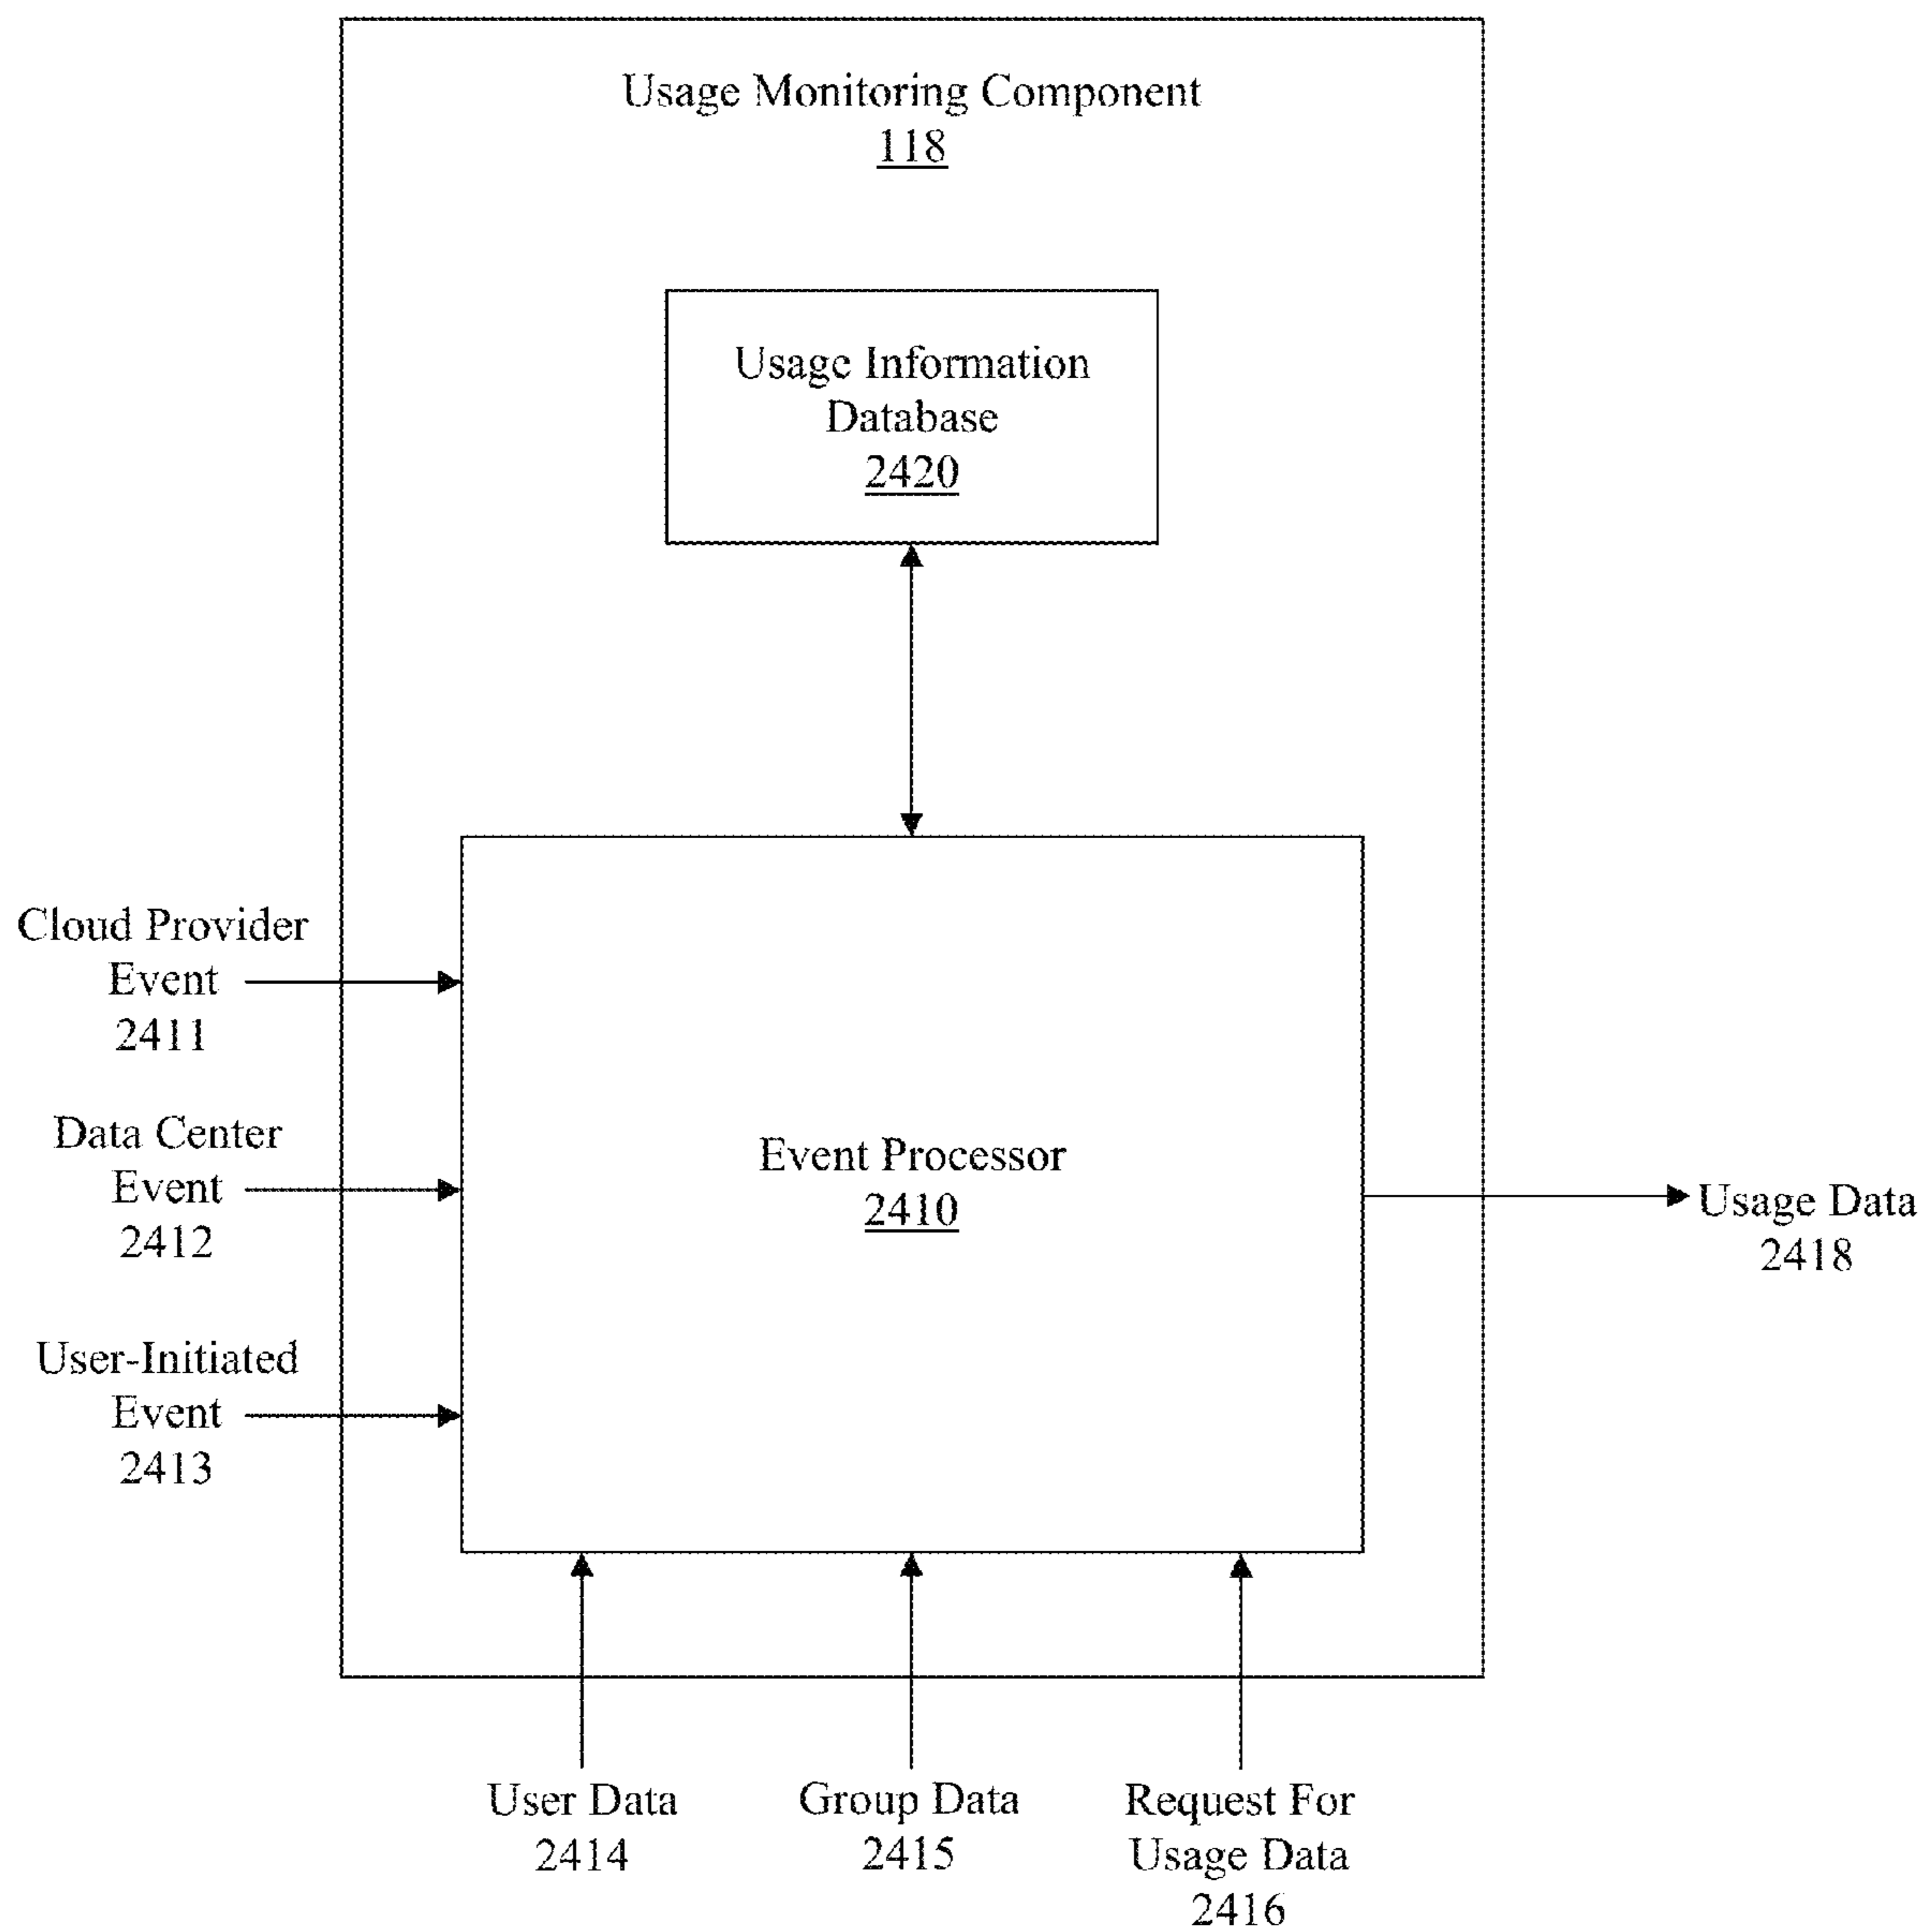 Usage Monitoring Component
118
Usage Information
Database
2420
Cloud Provider
Event
2411
Data Center
Event
2412
User-Initiated
Event
2413
Event Processor
2410
Usage Data
2418
User Data
2414
Group Data
2415
Request For
Usage Data
2416